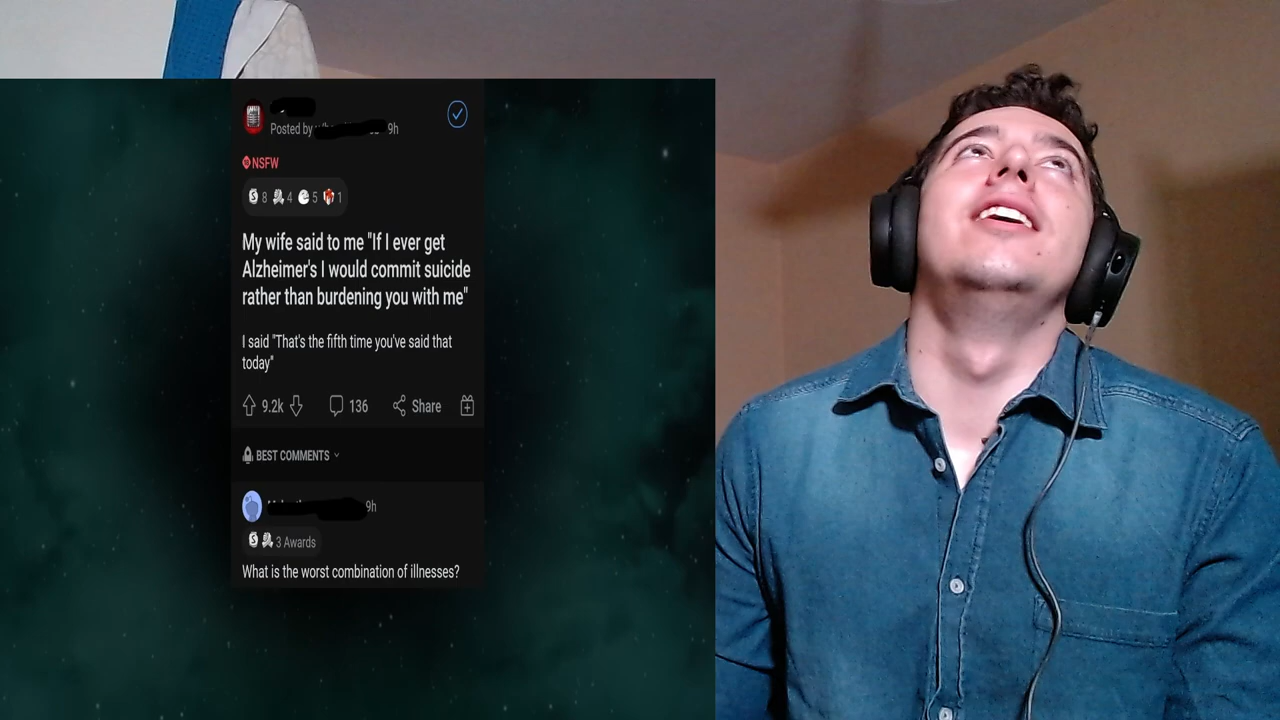 Posted by 9h
NSFW
8 4 5 1
My wife said to me "If I ever get
Alzheimer's I would commit suicide
rather than burdening you with me"
I said "That's the fifth time you've said that
today"
9.2k 136 Share
BEST COMMENTS
9h
3 Awards
What is the worst combination of illnesses?